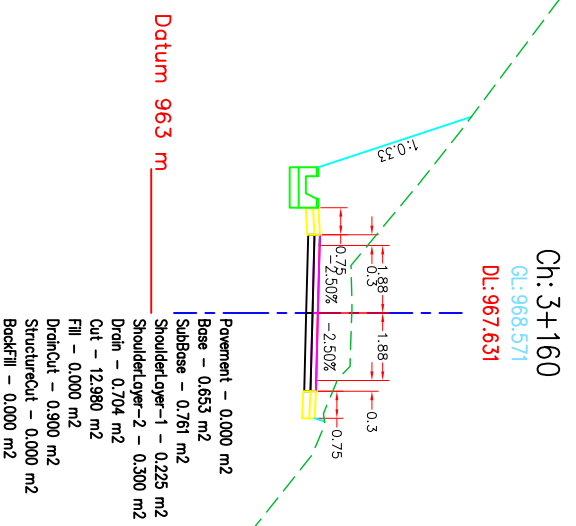 Ch: 3+160
GL: 968.571
DL: 967.631
1:0.33
0.75
0.3
1.88
1.88
0.3
0.75
-2.50%
-2.50%
Datum 963 m
Pavement - 0.000 m2
Base - 0.653 m2
SubBase - 0.761 m2
ShoulderLayer-1 - 0.225 m2
ShoulderLayer-2 - 0.300 m2
Drain - 0.704 m2
Cut - 12.980 m2
Fill - 0.000 m2
DrainCut - 0.900 m2
StructureCut - 0.000 m2
BackFill - 0.000 m2